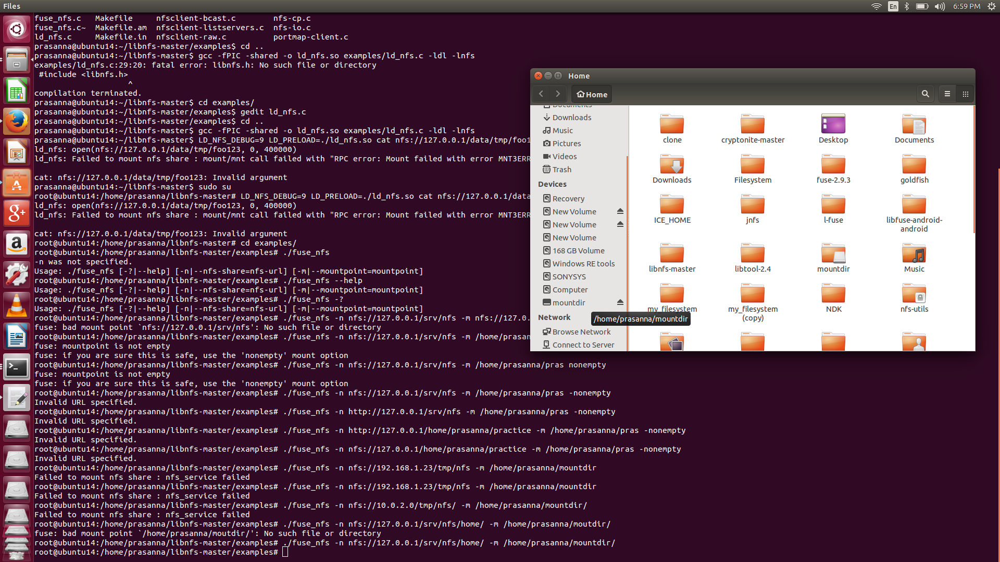 Files
En
6:59 PM
fuse_nfs.c   Makefile     nfsclient-bcast.c        nfs-cp.c
fuse_nfs.c~  Makefile.am  nfsclient-listservers.c  nfs-io.c
ld_nfs.c     Makefile.in  nfsclient-raw.c          portmap-client.c
prasanna@ubuntu14:~/libnfs-master/examples$ cd ..
prasanna@ubuntu14:~/libnfs-master$ gcc -fPIC -shared -o ld_nfs.so examples/ld_nfs.c -ldl -lnfs
examples/ld_nfs.c:29:20: fatal error: libnfs.h: No such file or directory
 #include <libnfs.h>
                    ^
compilation terminated.
prasanna@ubuntu14:~/libnfs-master$ cd examples/
prasanna@ubuntu14:~/libnfs-master/examples$ gedit ld_nfs.c
prasanna@ubuntu14:~/libnfs-master/examples$ cd ..
prasanna@ubuntu14:~/libnfs-master$ gcc -fPIC -shared -o ld_nfs.so examples/ld_nfs.c -ldl -lnfs
prasanna@ubuntu14:~/libnfs-master$ LD_NFS_DEBUG=9 LD_PRELOAD=./ld_nfs.so cat nfs://127.0.0.1/data/tmp/foo1
ld_nfs: open(nfs://127.0.0.1/data/tmp/foo123, 0, 400000)
ld_nfs: Failed to mount nfs share : mount/mnt call failed with "RPC error: Mount failed with error MNT3ERR
cat: nfs://127.0.0.1/data/tmp/foo123: Invalid argument
prasanna@ubuntu14:~/libnfs-master$ sudo su
root@ubuntu14:/home/prasanna/libnfs-master# LD_NFS_DEBUG=9 LD_PRELOAD=./ld_nfs.so cat nfs://127.0.0.1/data
ld_nfs: open(nfs://127.0.0.1/data/tmp/foo123, 0, 400000)
ld_nfs: Failed to mount nfs share : mount/mnt call failed with "RPC error: Mount failed with error MNT3ERR
cat: nfs://127.0.0.1/data/tmp/foo123: Invalid argument
root@ubuntu14:/home/prasanna/libnfs-master# cd examples/
root@ubuntu14:/home/prasanna/libnfs-master/examples# ./fuse_nfs
-n was not specified.
Usage: ./fuse_nfs [-?|--help] [-n|--nfs-share=nfs-url] [-m|--mountpoint=mountpoint]
root@ubuntu14:/home/prasanna/libnfs-master/examples# ./fuse_nfs --help
Usage: ./fuse_nfs [-?|--help] [-n|--nfs-share=nfs-url] [-m|--mountpoint=mountpoint]
root@ubuntu14:/home/prasanna/libnfs-master/examples# ./fuse_nfs -?
Usage: ./fuse_nfs [-?|--help] [-n|--nfs-share=nfs-url] [-m|--mountpoint=mountpoint]
root@ubuntu14:/home/prasanna/libnfs-master/examples# ./fuse_nfs -n nfs://127.0.0.1/srv/nfs -m nfs://127.0.
fuse: bad mount point `nfs://127.0.0.1/srv/nfs': No such file or directory
root@ubuntu14:/home/prasanna/libnfs-master/examples# ./fuse_nfs -n nfs://127.0.0.1/srv/nfs -m /home/prasan
fuse: mountpoint is not empty
fuse: if you are sure this is safe, use the 'nonempty' mount option
root@ubuntu14:/home/prasanna/libnfs-master/examples# ./fuse_nfs -n nfs://127.0.0.1/srv/nfs -m /home/prasanna/pras nonempty
fuse: mountpoint is not empty
fuse: if you are sure this is safe, use the 'nonempty' mount option
root@ubuntu14:/home/prasanna/libnfs-master/examples# ./fuse_nfs -n nfs://127.0.0.1/srv/nfs -m /home/prasanna/pras -nonempty
Invalid URL specified.
root@ubuntu14:/home/prasanna/libnfs-master/examples# ./fuse_nfs -n http://127.0.0.1/srv/nfs -m /home/prasanna/pras -nonempty
Invalid URL specified.
root@ubuntu14:/home/prasanna/libnfs-master/examples# ./fuse_nfs -n http://127.0.0.1/home/prasanna/practice -m /home/prasanna/pras -nonempty
Invalid URL specified.
root@ubuntu14:/home/prasanna/libnfs-master/examples# ./fuse_nfs -n nfs://127.0.0.1/home/prasanna/practice -m /home/prasanna/pras -nonempty
Invalid URL specified.
root@ubuntu14:/home/prasanna/libnfs-master/examples# ./fuse_nfs -n nfs://192.168.1.23/tmp/nfs -m /home/prasanna/mountdir
Failed to mount nfs share : nfs_service failed
root@ubuntu14:/home/prasanna/libnfs-master/examples# ./fuse_nfs -n nfs://192.168.1.23/tmp/nfs -m /home/prasanna/mountdir
Failed to mount nfs share : nfs_service failed
root@ubuntu14:/home/prasanna/libnfs-master/examples# ./fuse_nfs -n nfs://10.0.2.0/tmp/nfs/ -m /home/prasanna/mountdir/
Failed to mount nfs share : nfs_service failed
root@ubuntu14:/home/prasanna/libnfs-master/examples# ./fuse_nfs -n nfs://127.0.0.1/srv/nfs/home/ -m /home/prasanna/moutdir/
fuse: bad mount point `/home/prasanna/moutdir/': No such file or directory
root@ubuntu14:/home/prasanna/libnfs-master/examples# ./fuse_nfs -n nfs://127.0.0.1/srv/nfs/home/ -m /home/prasanna/mountdir/
root@ubuntu14:/home/prasanna/libnfs-master/examples#
Home
Home
Documents
Downloads
Music
Pictures
Videos
Trash
Devices
Recovery
New Volume
New Volume
New Volume
168 GB Volume
Windows RE tools
SONYSYS
Computer
mountdir
Network
Browse Network
Connect to Server
/home/prasanna/mountdir
clone
cryptonite-master
Desktop
Documents
Downloads
Filesystem
fuse-2.9.3
goldfish
ICE_HOME
jnfs
l-fuse
libfuse-android-
android
libnfs-master
libtool-2.4
mountdir
Music
my_filesystem
my_filesystem
(copy)
NDK
nfs-utils